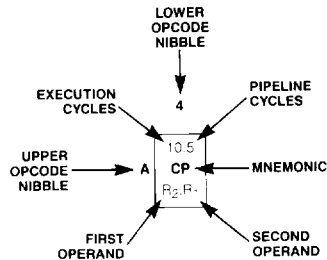 LOWER
OPCODE
NIBBLE
EXECUTION
CYCLES
PIPELINE
CYCLES
4
10.5
UPPER
OPCODE
NIBBLE
A
CP
MNEMONIC
R2,R1
FIRST
OPERAND
SECOND
OPERAND